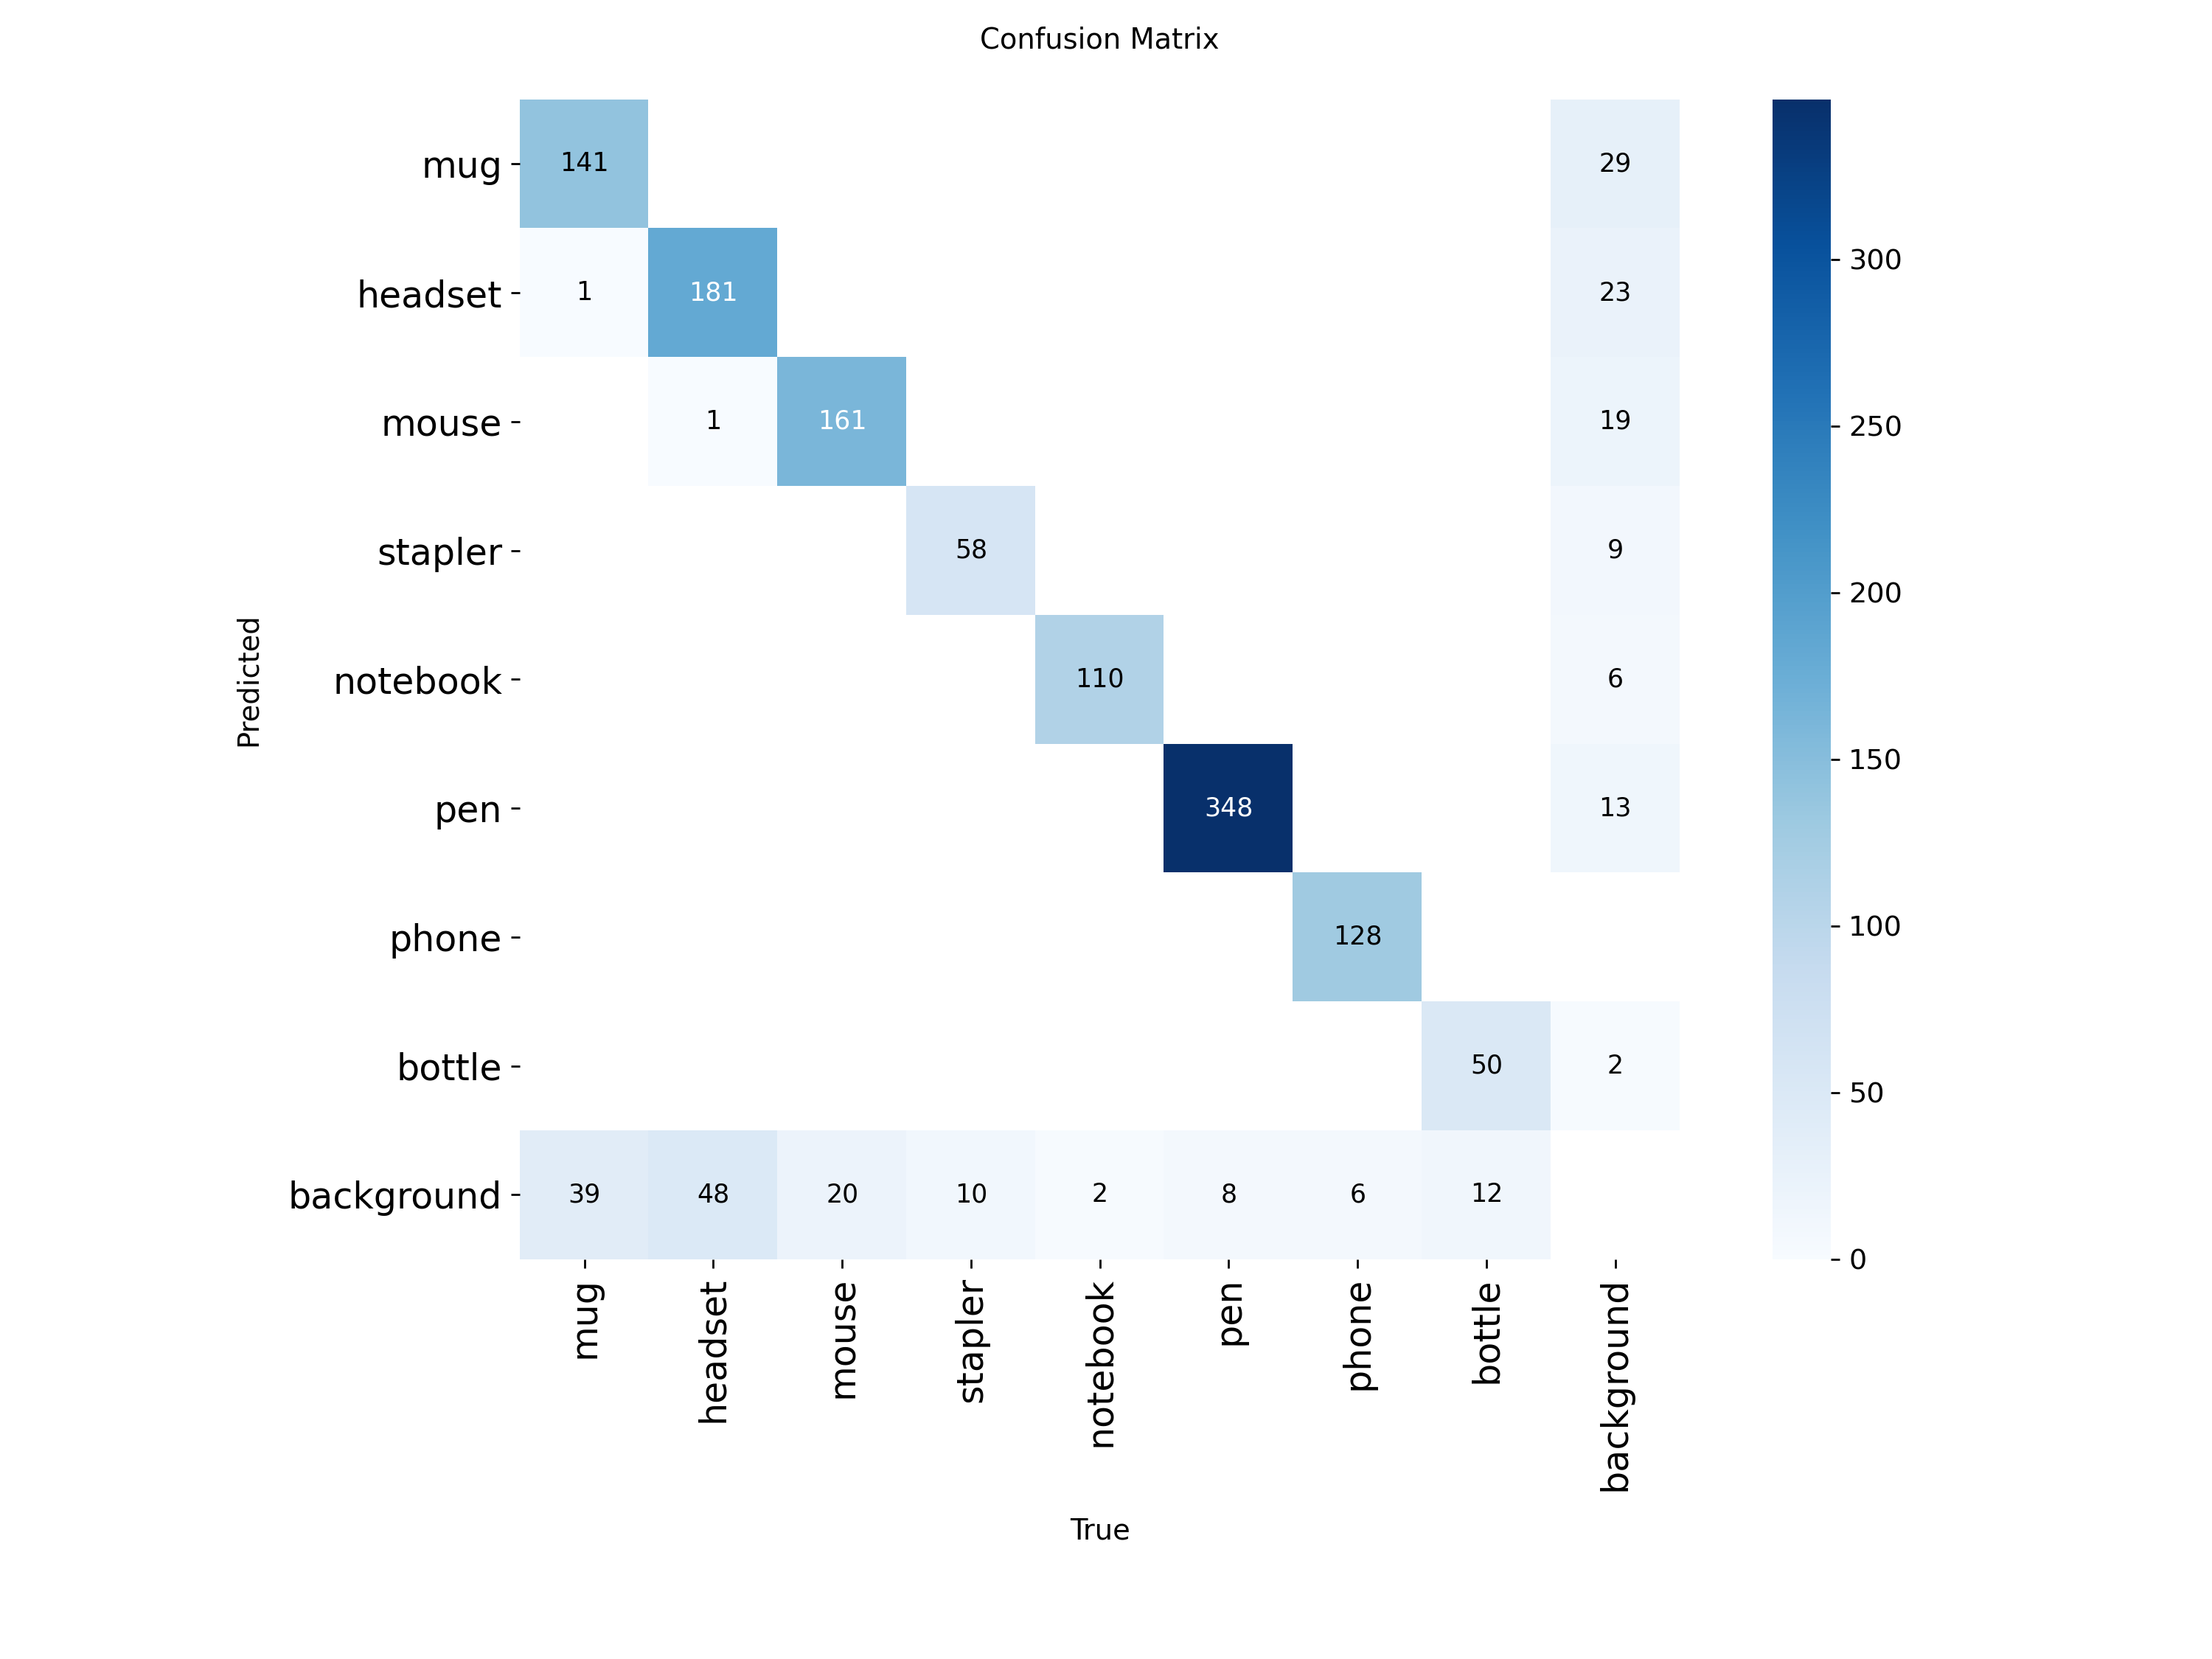 Confusion Matrix
mug 141 29
headset 1 181 23
mouse 1 161 19
stapler 58 9
notebook 110 6
pen 348 13
phone 128
bottle 50 2
background 39 48 20 10 2 8 6 12
mug headset mouse stapler notebook pen phone bottle background
True
Predicted
300
250
200
150
100
50
0